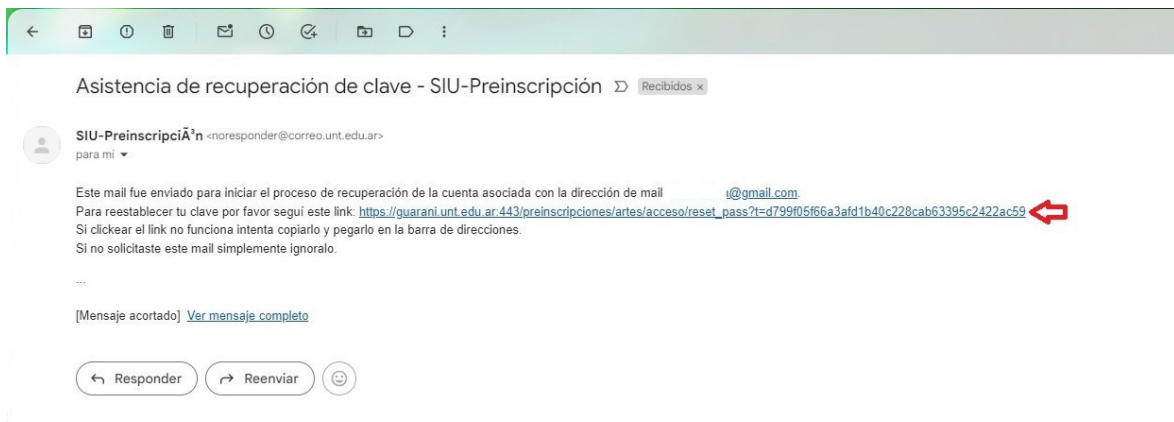 Asistencia de recuperación de clave - SIU-Preinscripción Recibidos x
SIU-PreinscripciÃ³n <noresponder@correo.unt.edu.ar>
para mí
Este mail fue enviado para iniciar el proceso de recuperación de la cuenta asociada con la dirección de mail @gmail.com.
Para reestablecer tu clave por favor seguí este link: https://guarani.unt.edu.ar:443/preinscripciones/artes/acceso/reset_pass?t=d799f05f66a3afd1b40c228cab63395c2422ac59
Si clickear el link no funciona intenta copiarlo y pegarlo en la barra de direcciones.
Si no solicitaste este mail simplemente ignoralo.
...
[Mensaje acortado] Ver mensaje completo
Responder Reenviar